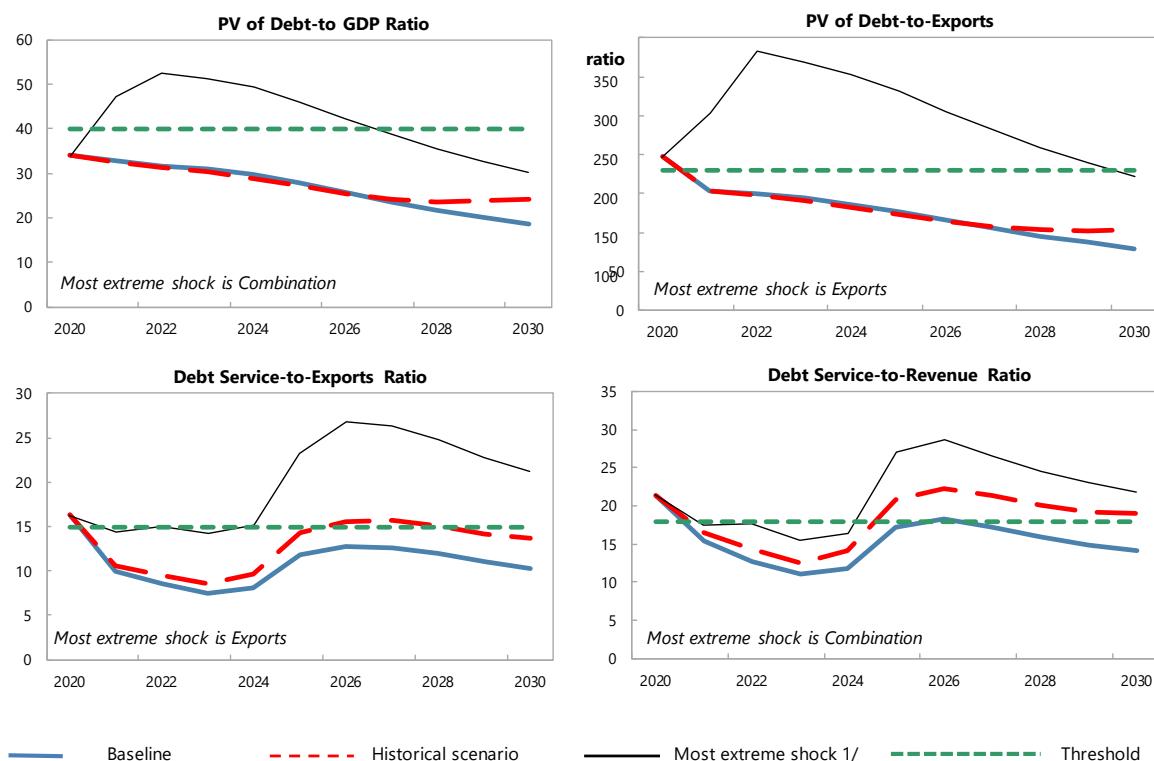 PV of Debt-to GDP Ratio
60
50
40
30
20
10
0
Most extreme shock is Combination
2020 2022 2024 2026 2028 2030
PV of Debt-to-Exports
ratio
350
300
250
200
150
100
50
0
Most extreme shock is Exports
2020 2022 2024 2026 2028 2030
Debt Service-to-Exports Ratio
30
25
20
15
10
5
0
Most extreme shock is Exports
2020 2022 2024 2026 2028 2030
Debt Service-to-Revenue Ratio
35
30
25
20
15
10
5
0
Most extreme shock is Combination
2020 2022 2024 2026 2028 2030
Baseline Historical scenario Most extreme shock 1/ Threshold